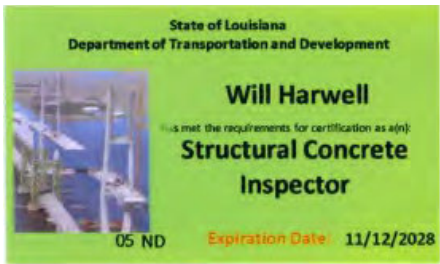 State of Louisiana
Department of Transportation and Development
Will Harwell
Has met the requirements for certification as a(n):
Structural Concrete
Inspector
05 ND Expiration Date: 11/12/2028